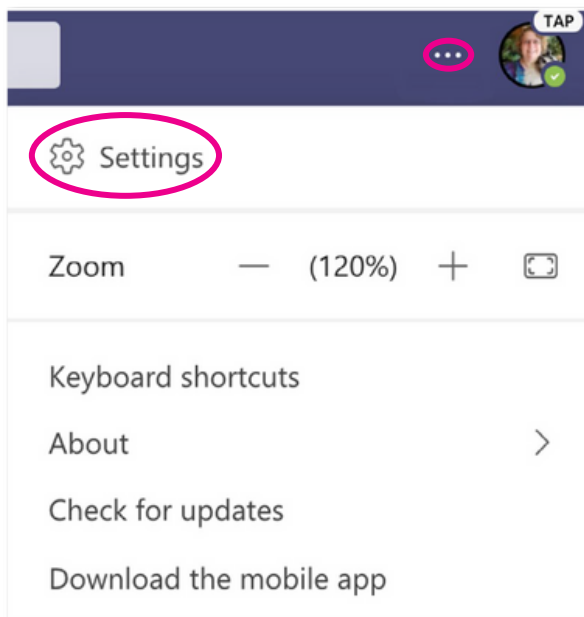 TAP
Settings
Zoom — (120%) +
Keyboard shortcuts
About
Check for updates
Download the mobile app